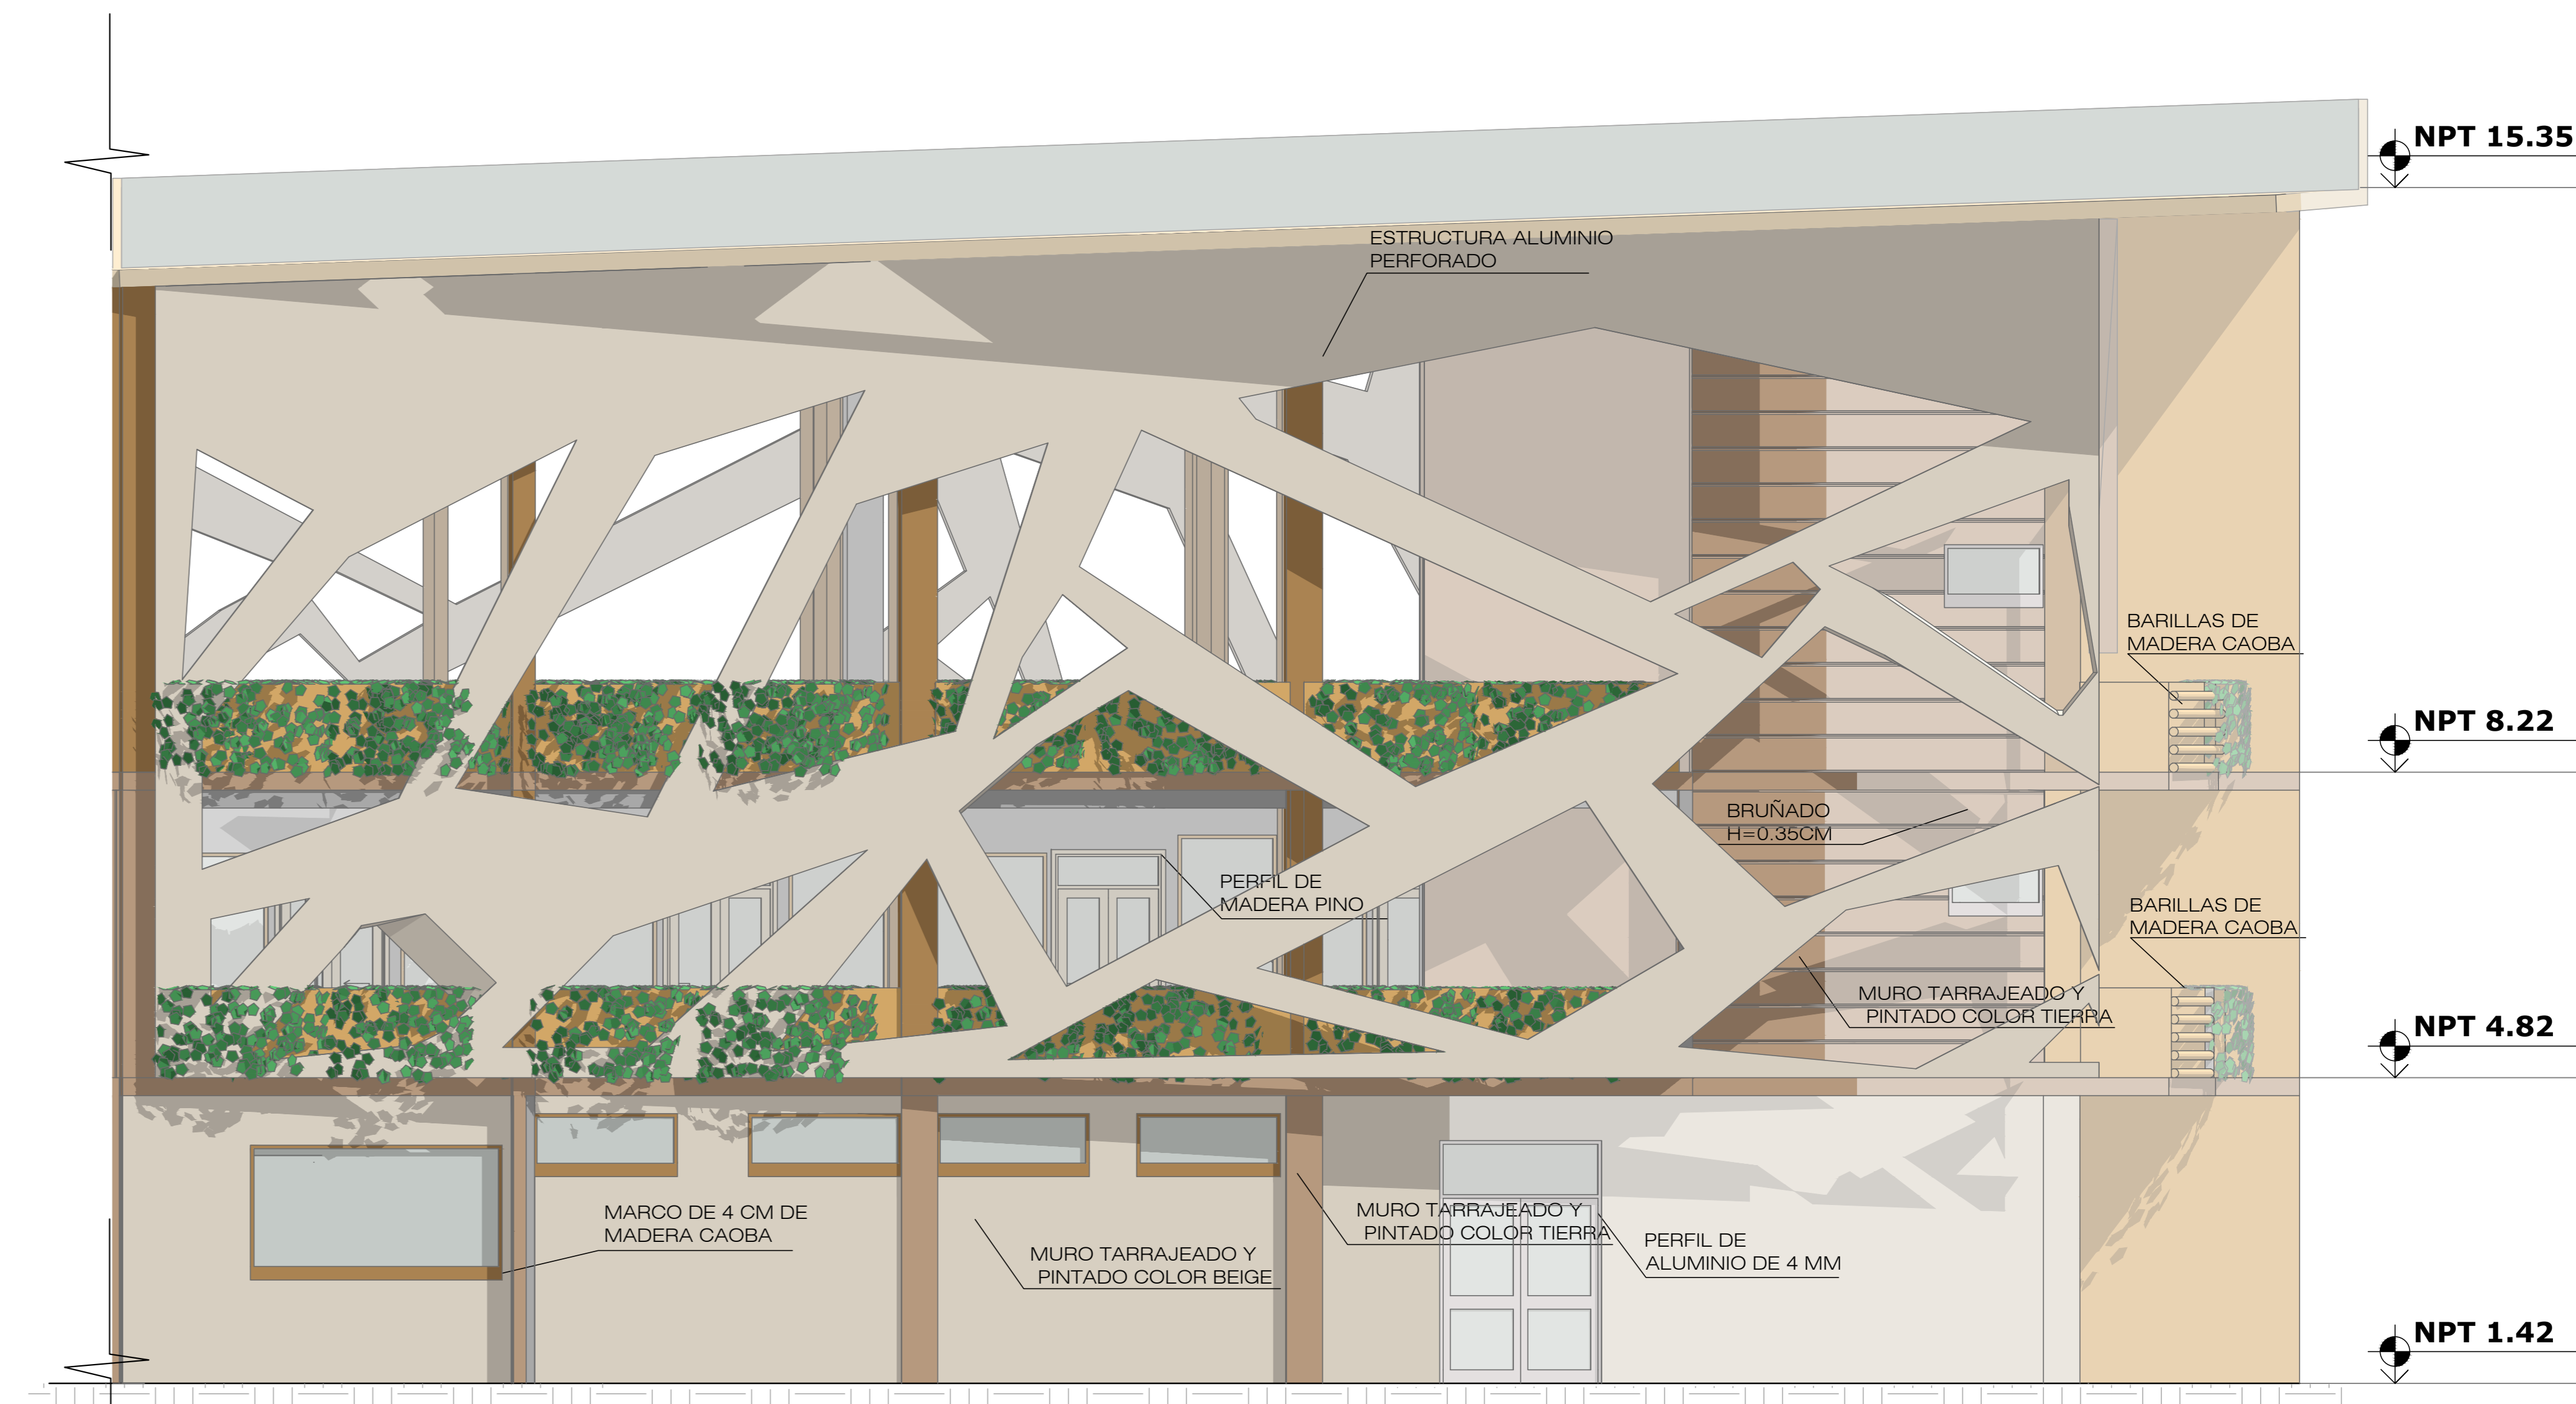 NPT 15.35
ESTRUCTURA ALUMINIO
PERFORADO
BARILLAS DE
MADERA CAOBA
NPT 8.22
BRUÑADO
H=0.35CM
PERFIL DE
MADERA PINO
BARILLAS DE
MADERA CAOBA
MURO TARRAJEADO Y
PINTADO COLOR TIERRA
NPT 4.82
MARCO DE 4 CM DE
MADERA CAOBA
MURO TARRAJEADO Y
PINTADO COLOR BEIGE
MURO TARRAJEADO Y
PINTADO COLOR TIERRA
PERFIL DE
ALUMINIO DE 4 MM
NPT 1.42